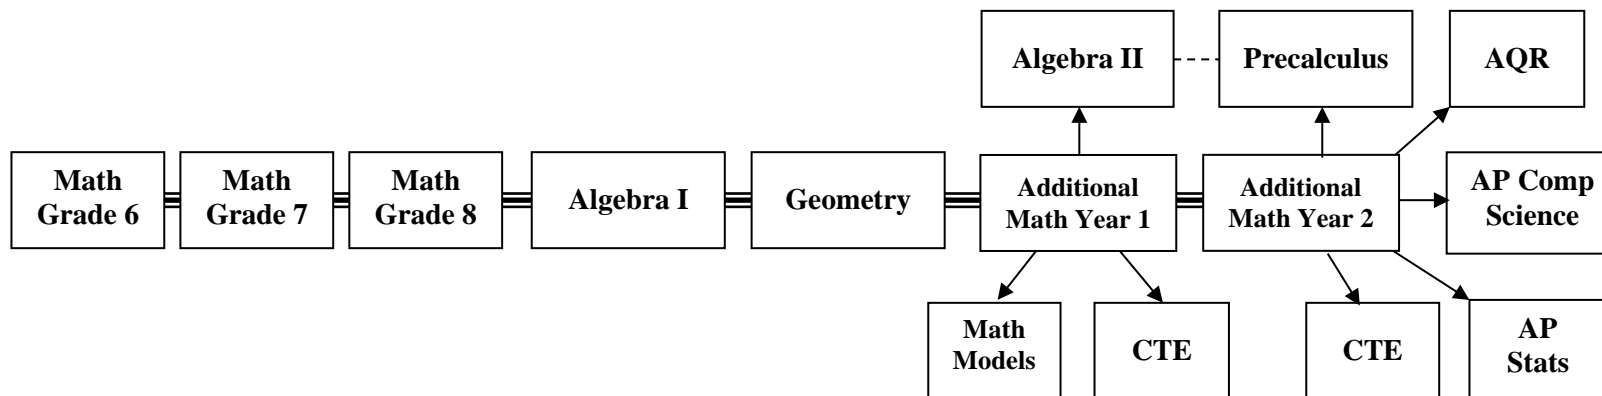 Algebra II
Precalculus
AQR
Math
Grade 6
Math
Grade 7
Math
Grade 8
Algebra I
Geometry
Additional
Math Year 1
Additional
Math Year 2
AP Comp
Science
Math
Models
CTE
CTE
AP
Stats